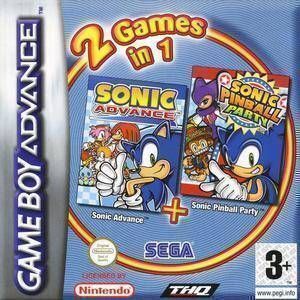 GAME BOY ADVANCE
2 Games
in 1
SONIC
ADVANCE
SONIC
PINBALL
PARTY
Sonic Advance
+
Sonic Pinball Party
LICENSED BY
Nintendo
SEGA
THQ
3+
www.pegi.info